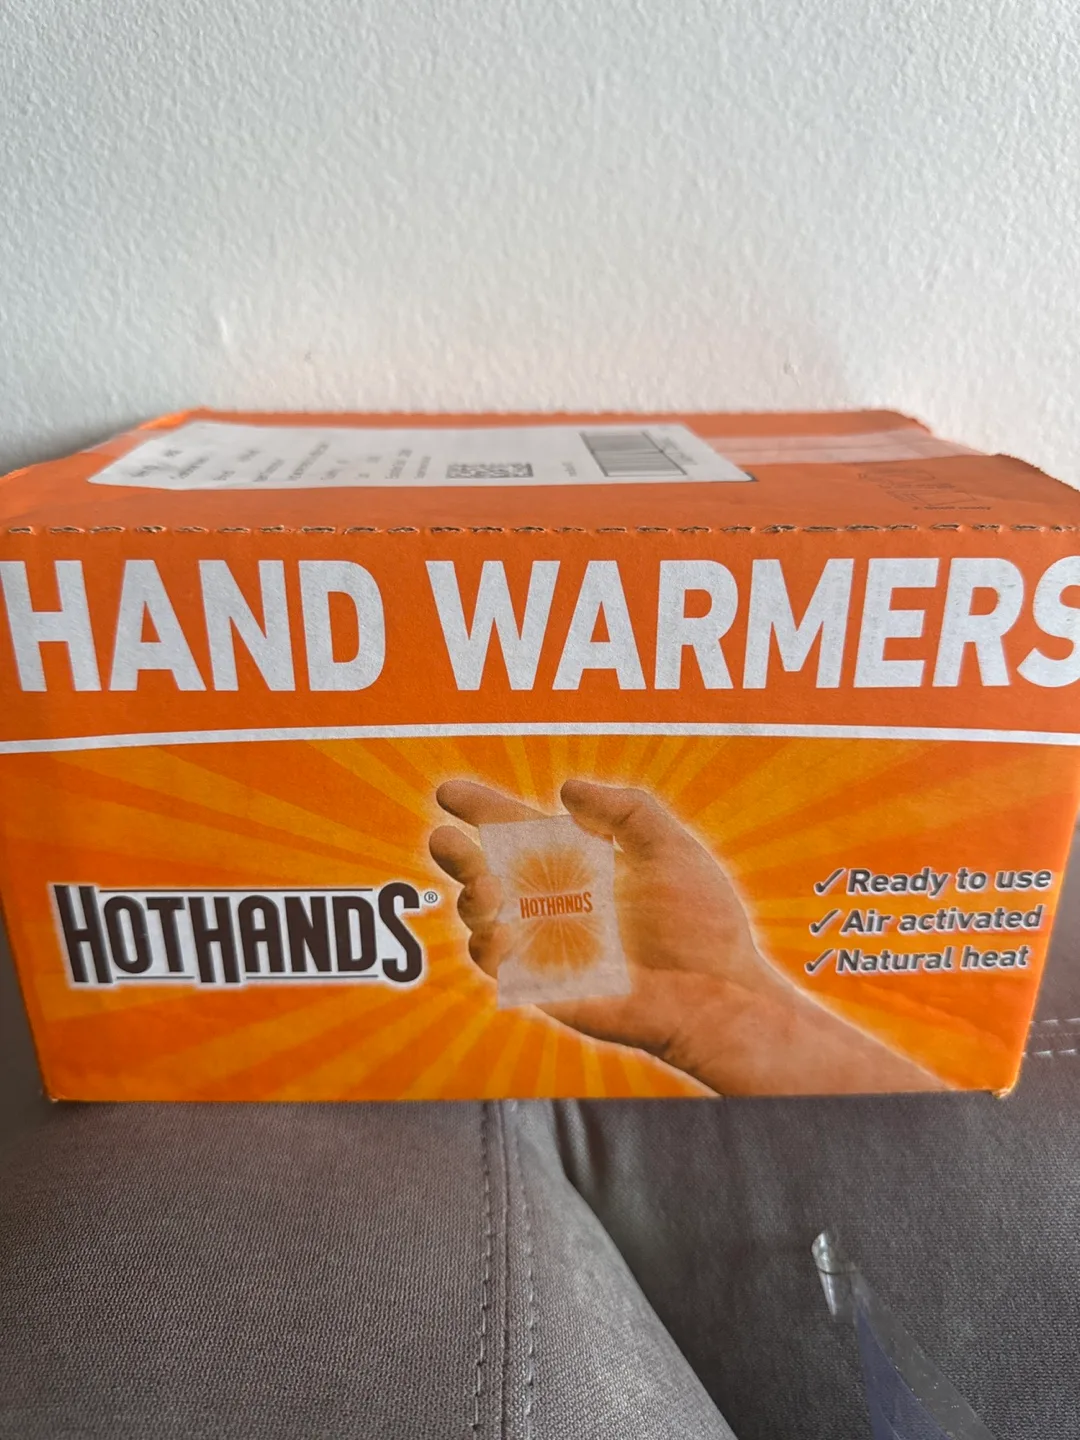 HAND WARMERS
HOTHANDS®
HOTHANDS
✓Ready to use
✓Air activated
✓Natural heat